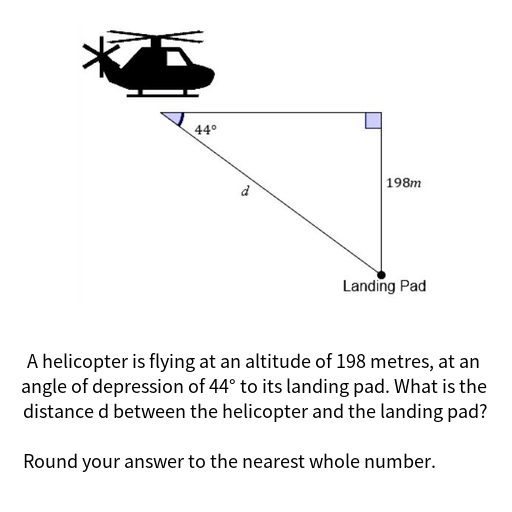 44°
198m
d
Landing Pad
A helicopter is flying at an altitude of 198 metres, at an
angle of depression of 44° to its landing pad. What is the
distance d between the helicopter and the landing pad?
Round your answer to the nearest whole number.